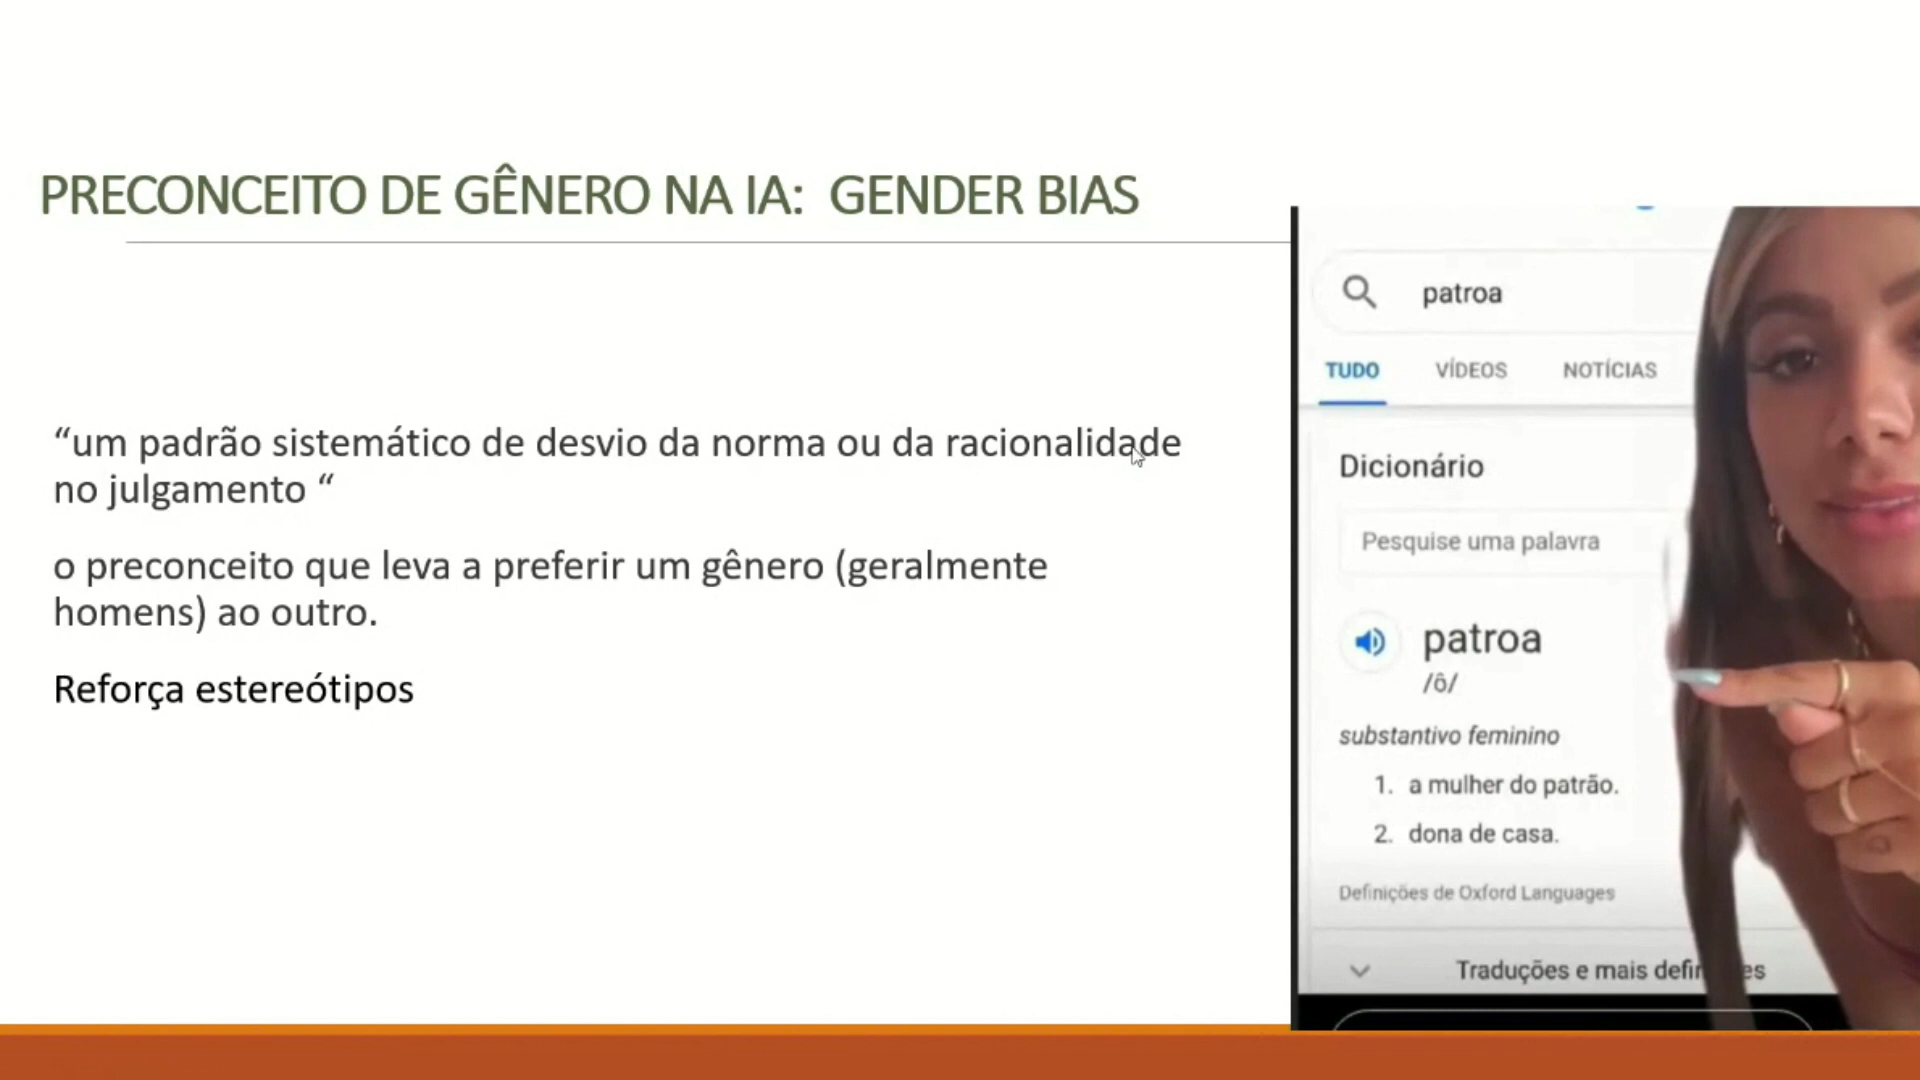 PRECONCEITO DE GÊNERO NA IA: GENDER BIAS
“um padrão sistemático de desvio da norma ou da racionalidade
no julgamento “
o preconceito que leva a preferir um gênero (geralmente
homens) ao outro.
Reforça estereótipos
patroa
TUDO VÍDEOS NOTÍCIAS
Dicionário
Pesquise uma palavra
patroa
/ô/
substantivo feminino
1. a mulher do patrão.
2. dona de casa.
Definições de Oxford Languages
Traduções e mais